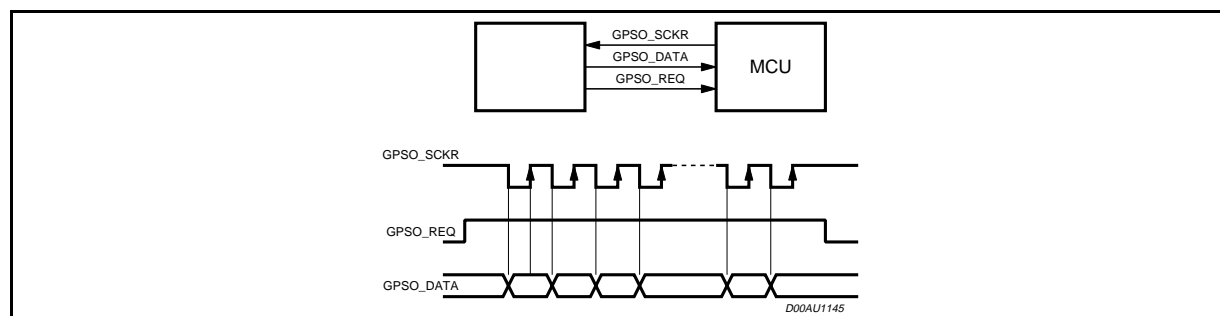 GPSO_SCKR
GPSO_DATA
GPSO_REQ
MCU
GPSO_SCKR
GPSO_REQ
GPSO_DATA
D00AU1145